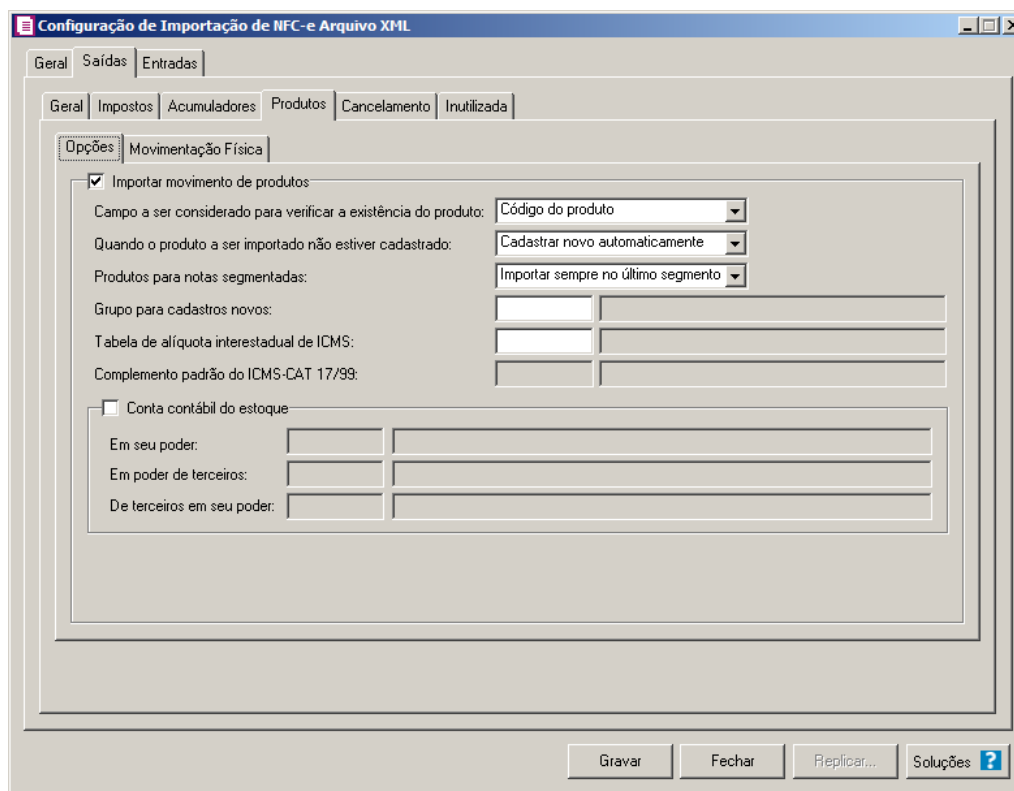 Configuração de Importação de NFC-e Arquivo XML
Geral Saídas Entradas
Geral Impostos Acumuladores Produtos Cancelamento Inutilizada
Opções Movimentação Física
Importar movimento de produtos
Campo a ser considerado para verificar a existência do produto: Código do produto
Quando o produto a ser importado não estiver cadastrado: Cadastrar novo automaticamente
Produtos para notas segmentadas: Importar sempre no último segmento
Grupo para cadastros novos:
Tabela de alíquota interestadual de ICMS:
Complemento padrão do ICMS-CAT 17/99:
Conta contábil do estoque
Em seu poder:
Em poder de terceiros:
De terceiros em seu poder:
Gravar Fechar Replicar... Soluções ?